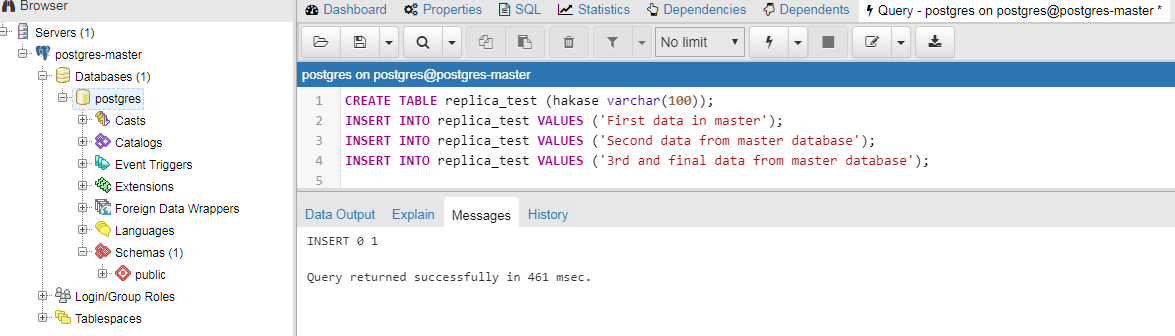 Browser
Servers (1)
postgres-master
Databases (1)
postgres
Casts
Catalogs
Event Triggers
Extensions
Foreign Data Wrappers
Languages
Schemas (1)
public
Login/Group Roles
Tablespaces
Dashboard Properties SQL Statistics Dependencies Dependents Query - postgres on postgres@postgres-master *
No limit
postgres on postgres@postgres-master
1 CREATE TABLE replica_test (hakase varchar(100));
2 INSERT INTO replica_test VALUES ('First data in master');
3 INSERT INTO replica_test VALUES ('Second data from master database');
4 INSERT INTO replica_test VALUES ('3rd and final data from master database');
5
Data Output Explain Messages History
INSERT 0 1
Query returned successfully in 461 msec.